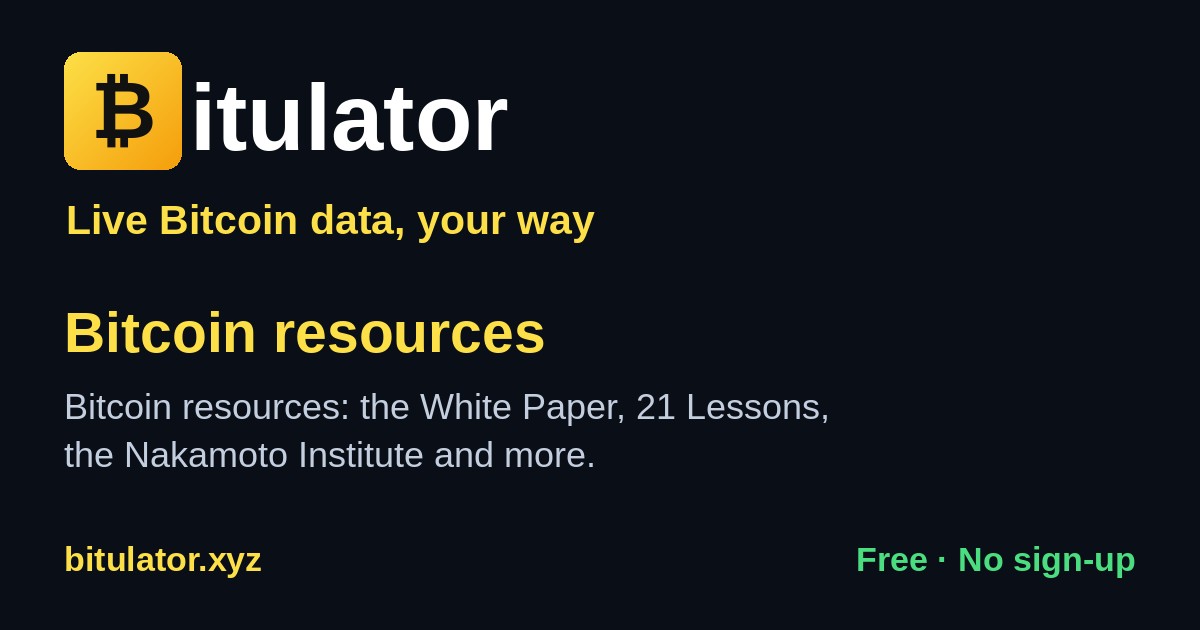 ₿itulator
Live Bitcoin data, your way
Bitcoin resources
Bitcoin resources: the White Paper, 21 Lessons,
the Nakamoto Institute and more.
bitulator.xyz
Free · No sign-up